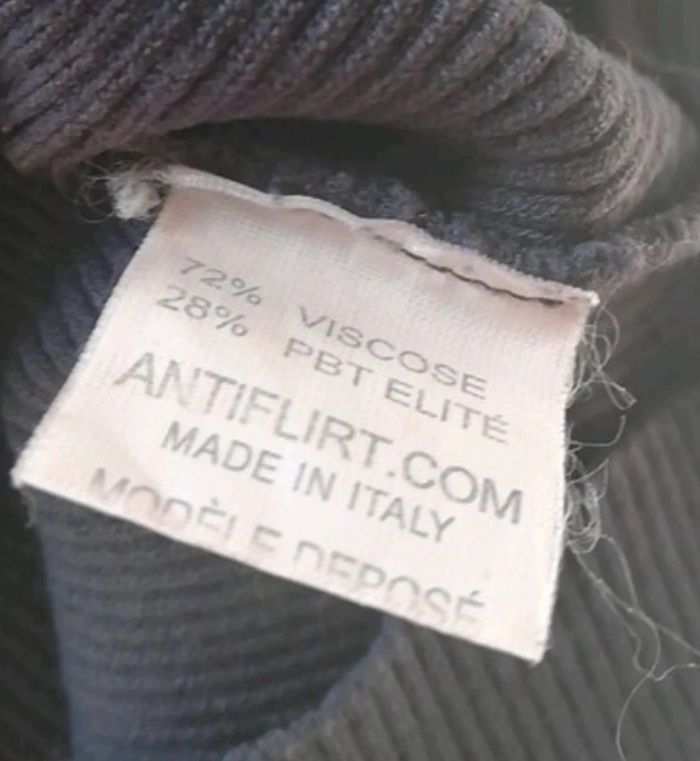 72% VISCOSE
28% PBT ELITÉ
ANTIFLIRT.COM
MADE IN ITALY
MODÈLE DEPOSÉ